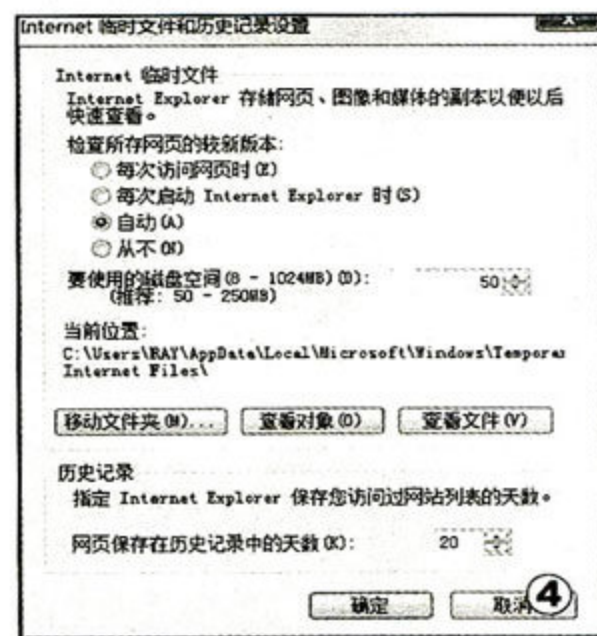 Internet 临时文件和历史记录设置
Internet 临时文件
Internet Explorer 存储网页、图像和媒体的副本以便以后
快速查看。
检查所存网页的较新版本:
每次访问网页时(E)
每次启动 Internet Explorer 时(S)
自动(A)
从不(N)
要使用的磁盘空间(8 - 1024MB)(D): 50
(推荐: 50 - 250MB)
当前位置:
C:\Users\RAY\AppData\Local\Microsoft\Windows\Temporar
Internet Files\
移动文件夹(M)... 查看对象(O) 查看文件(V)
历史记录
指定 Internet Explorer 保存您访问过网站列表的天数。
网页保存在历史记录中的天数(K): 20
确定 取消 ④